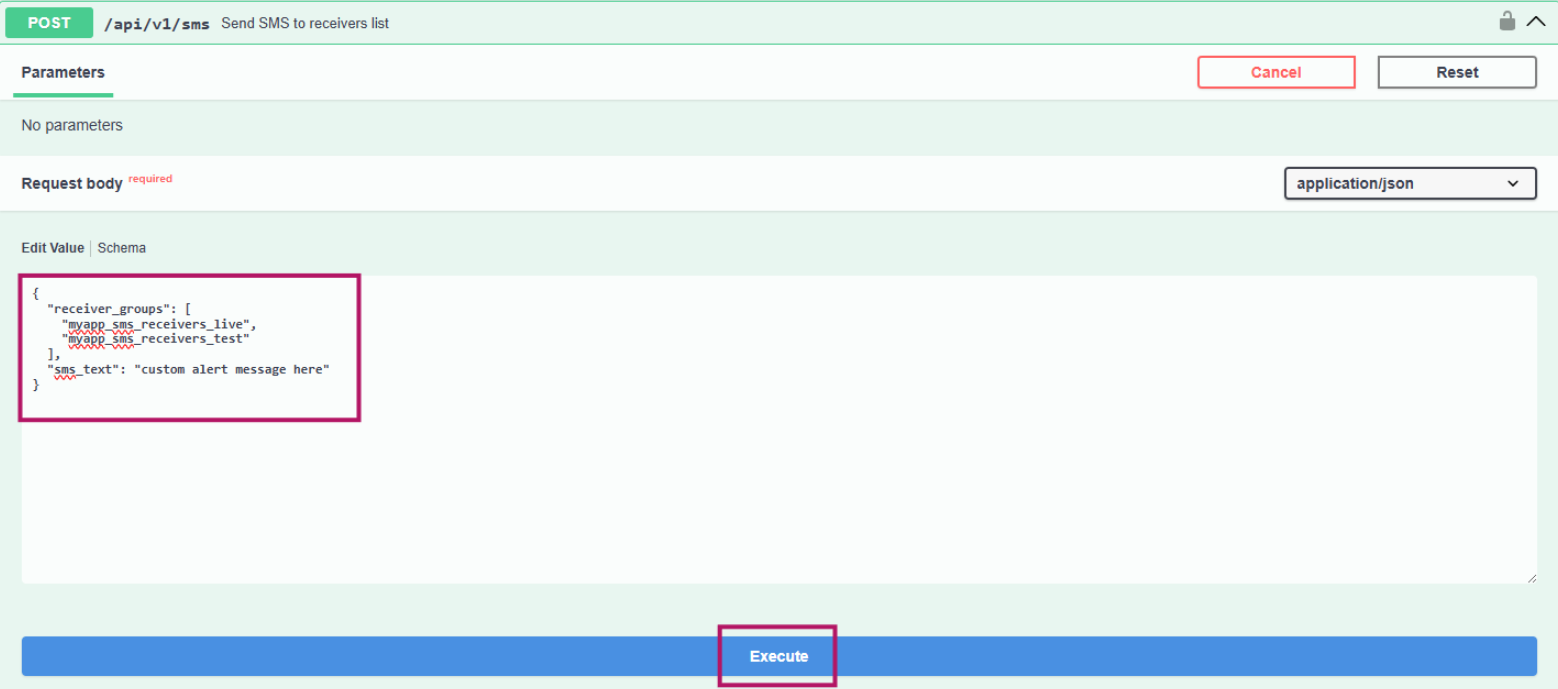 POST /api/v1/sms Send SMS to receivers list
Parameters Cancel Reset
No parameters
Request body required application/json
Edit Value Schema
{
  "receiver_groups": [
    "myapp_sms_receivers_live",
    "myapp_sms_receivers_test"
  ],
  "sms_text": "custom alert message here"
}
Execute